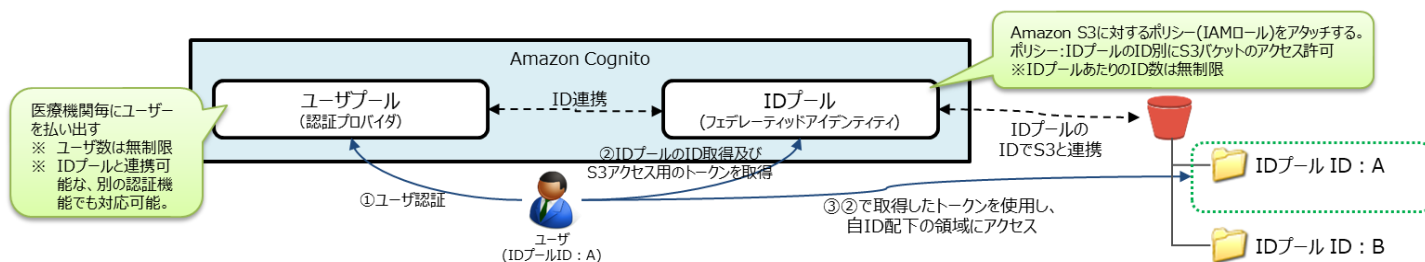 Amazon S3に対するポリシー(IAMロール)をアタッチする。
ポリシー:IDプールのID別にS3バケットのアクセス許可
※IDプールあたりのID数は無制限
Amazon Cognito
医療機関毎にユーザー
を払い出す
※ ユーザ数は無制限
※ IDプールと連携可
能な、別の認証機
能でも対応可能。
ユーザプール
(認証プロバイダ)
ID連携
IDプール
(フェデレーティッドアイデンティティ)
IDプールの
IDでS3と連携
②IDプールのID取得及び
S3アクセス用のトークンを取得
①ユーザ認証
ユーザ
(IDプールID:A)
③②で取得したトークンを使用し、
自ID配下の領域にアクセス
IDプール ID:A
IDプール ID:B